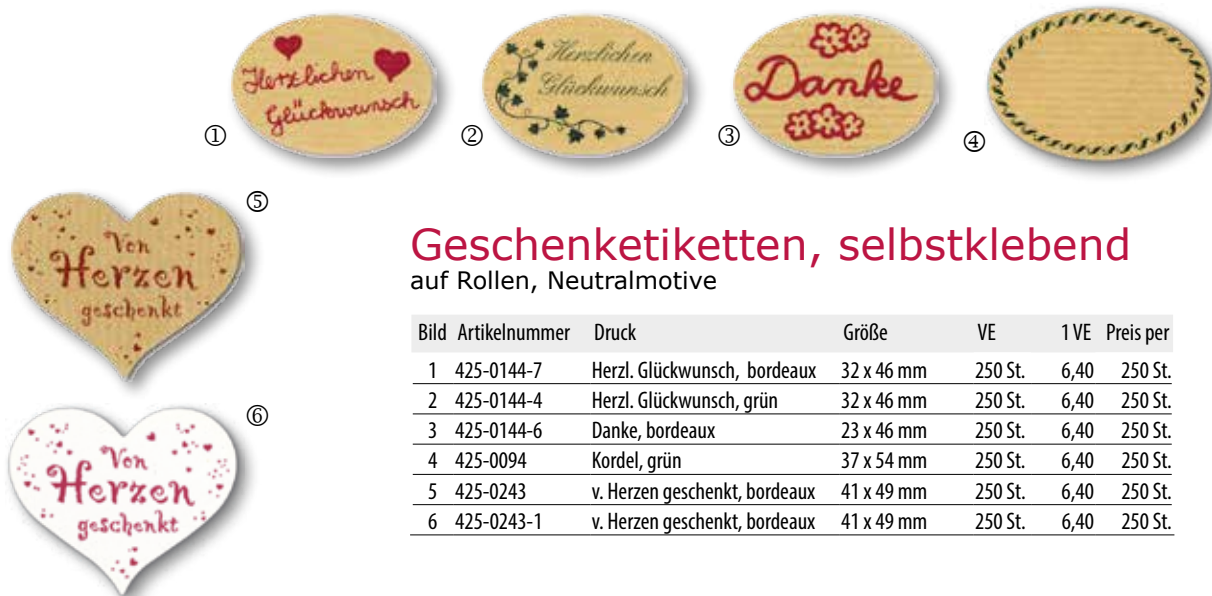 Herzlichen
Glückwunsch
①
Herzlichen
Glückwunsch
②
Danke
③
④
Von
Herzen
geschenkt
⑤
Von
Herzen
geschenkt
⑥
Geschenketiketten, selbstklebend
auf Rollen, Neutralmotive
Bild Artikelnummer Druck Größe VE 1 VE Preis per
1 425-0144-7 Herzl. Glückwunsch, bordeaux 32 x 46 mm 250 St. 6,40 250 St.
2 425-0144-4 Herzl. Glückwunsch, grün 32 x 46 mm 250 St. 6,40 250 St.
3 425-0144-6 Danke, bordeaux 23 x 46 mm 250 St. 6,40 250 St.
4 425-0094 Kordel, grün 37 x 54 mm 250 St. 6,40 250 St.
5 425-0243 v. Herzen geschenkt, bordeaux 41 x 49 mm 250 St. 6,40 250 St.
6 425-0243-1 v. Herzen geschenkt, bordeaux 41 x 49 mm 250 St. 6,40 250 St.